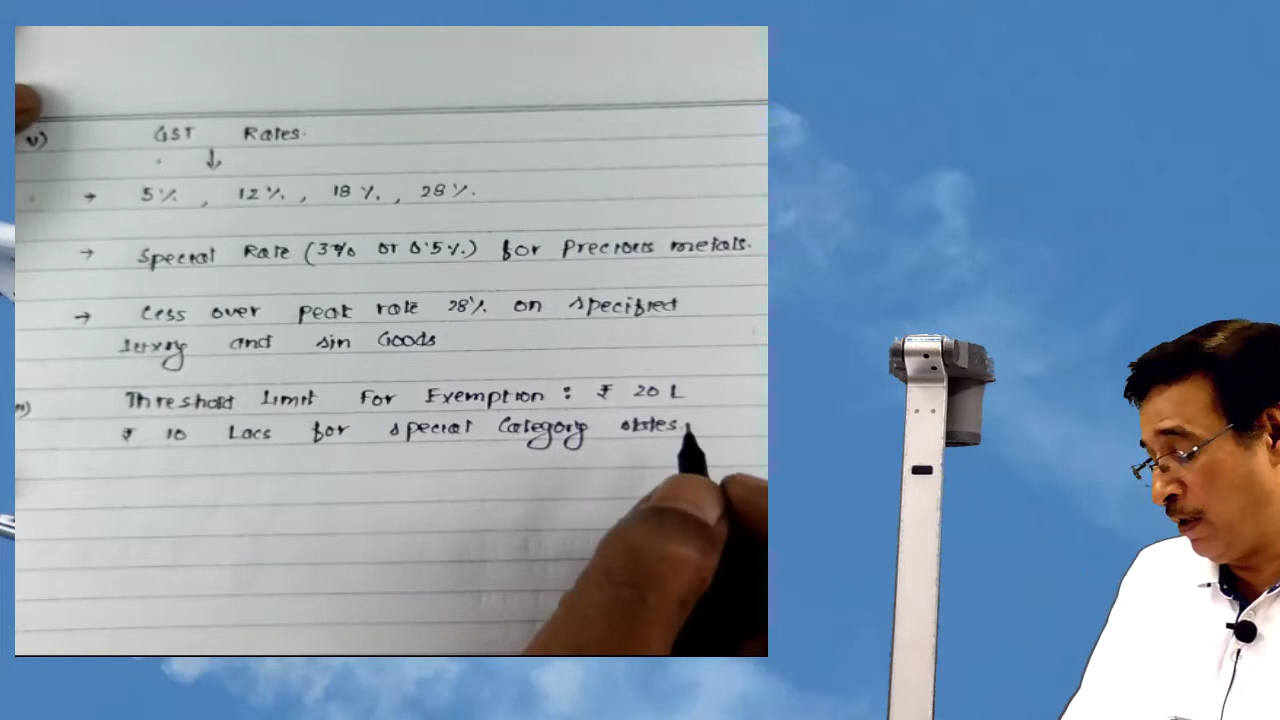 v) GST Rates.
↓
→ 5%, 12%, 18%, 28%.
→ Special Rate (3% or 0.5%) for Precious metals.
→ Cess over peak rate 28% on specified
luxury and sin Goods
Threshold Limit For Exemption : ₹ 20 L
₹ 10 Lacs for special Category states.